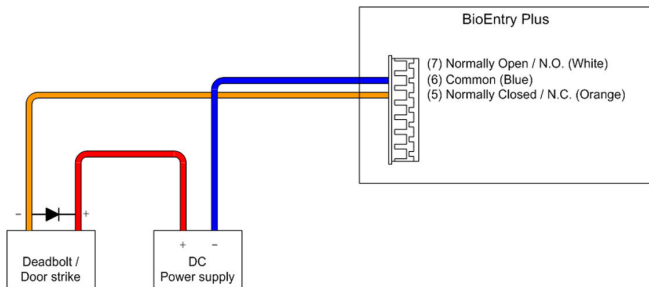 BioEntry Plus
(7) Normally Open / N.O. (White)
(6) Common (Blue)
(5) Normally Closed / N.C. (Orange)
− +
+ −
Deadbolt /
Door strike
DC
Power supply